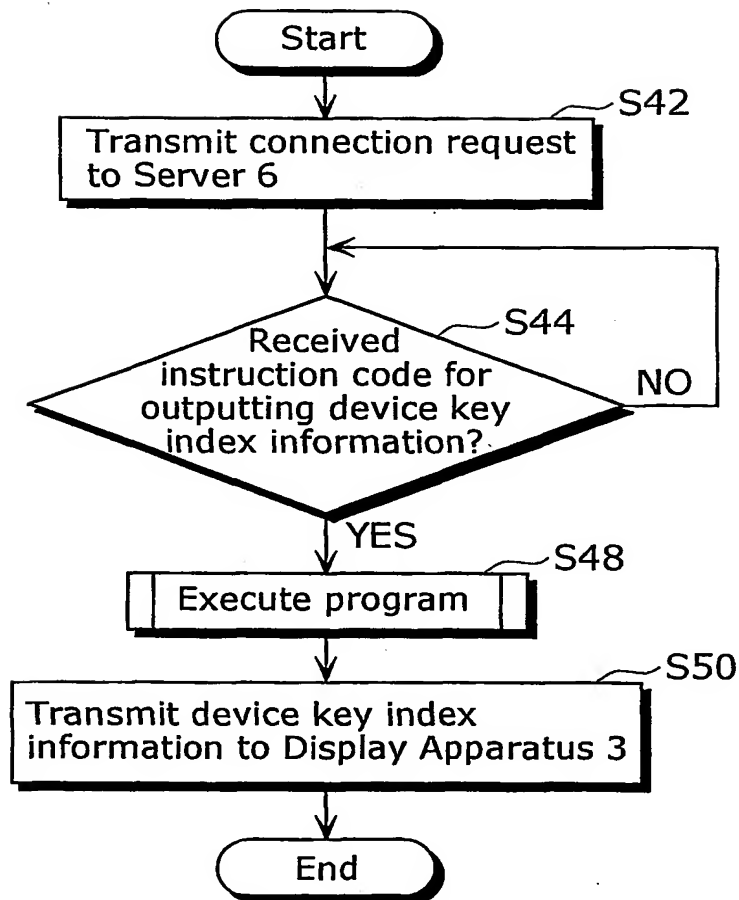 Start
S42
Transmit connection request
to Server 6
S44
Received
instruction code for
outputting device key
index information?
NO
YES
S48
Execute program
S50
Transmit device key index
information to Display Apparatus 3
End